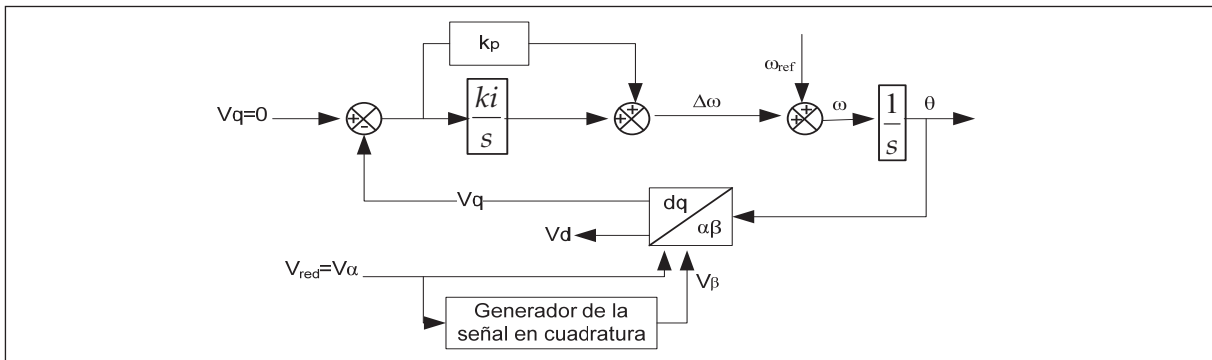 kp
ωref
Vq=0
+
-
ki
s
+
+
Δω
+
+
ω
1
s
θ
Vq
dq
αβ
Vd
Vred=Vα
Vβ
Generador de la
señal en cuadratura